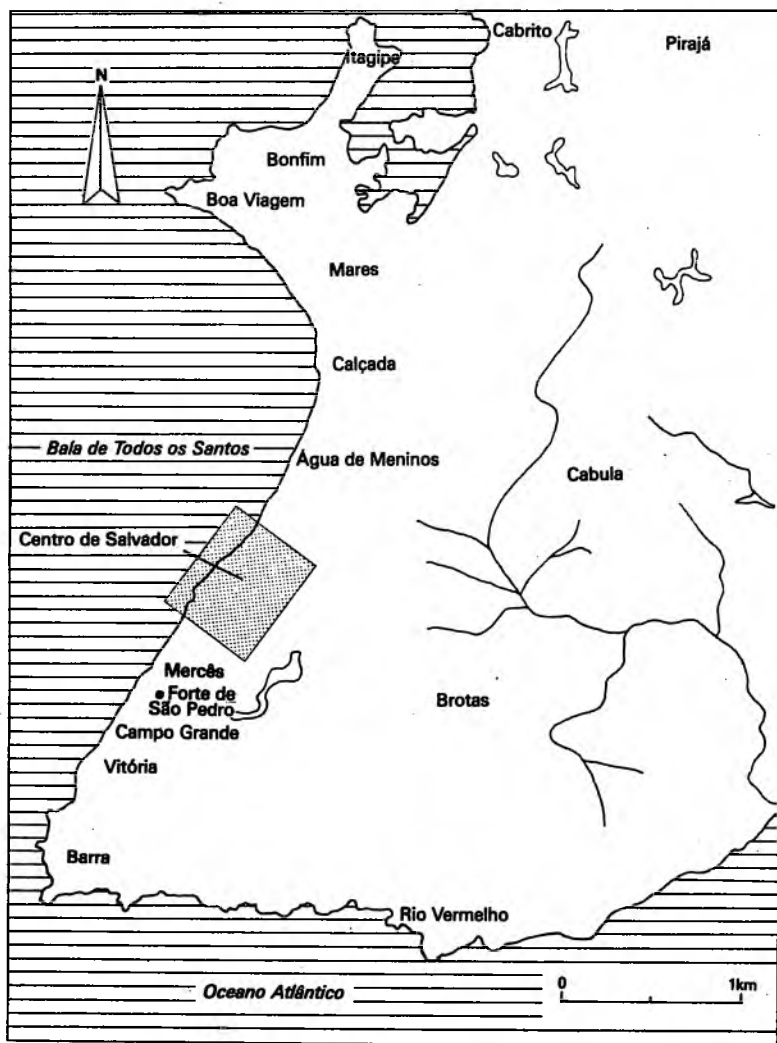 Cabrito
Pirajá
Itagipe
N
Bonfim
Boa Viagem
Mares
Calçada
Baía de Todos os Santos
Água de Meninos
Cabula
Centro de Salvador
Mercês
Forte de
São Pedro
Brotas
Campo Grande
Vitória
Barra
Rio Vermelho
0
1km
Oceano Atlântico